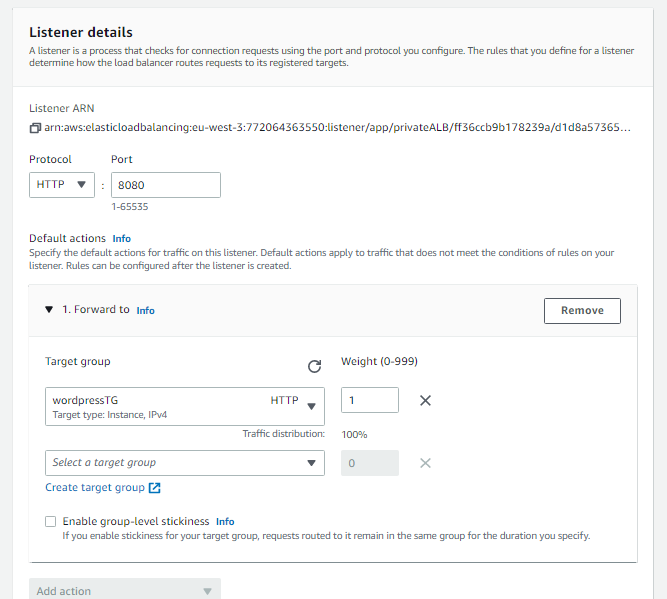 Listener details
A listener is a process that checks for connection requests using the port and protocol you configure. The rules that you define for a listener
determine how the load balancer routes requests to its registered targets.
Listener ARN
arn:aws:elasticloadbalancing:eu-west-3:772064363550:listener/app/privateALB/ff36ccb9b178239a/d1d8a57365...
Protocol Port
HTTP : 8080
1-65535
Default actions Info
Specify the default actions for traffic on this listener. Default actions apply to traffic that does not meet the conditions of rules on your
listener. Rules can be configured after the listener is created.
1. Forward to Info Remove
Target group Weight (0-999)
wordpressTG HTTP 1
Target type: Instance, IPv4
Traffic distribution: 100%
Select a target group 0
Create target group
Enable group-level stickiness Info
If you enable stickiness for your target group, requests routed to it remain in the same group for the duration you specify.
Add action